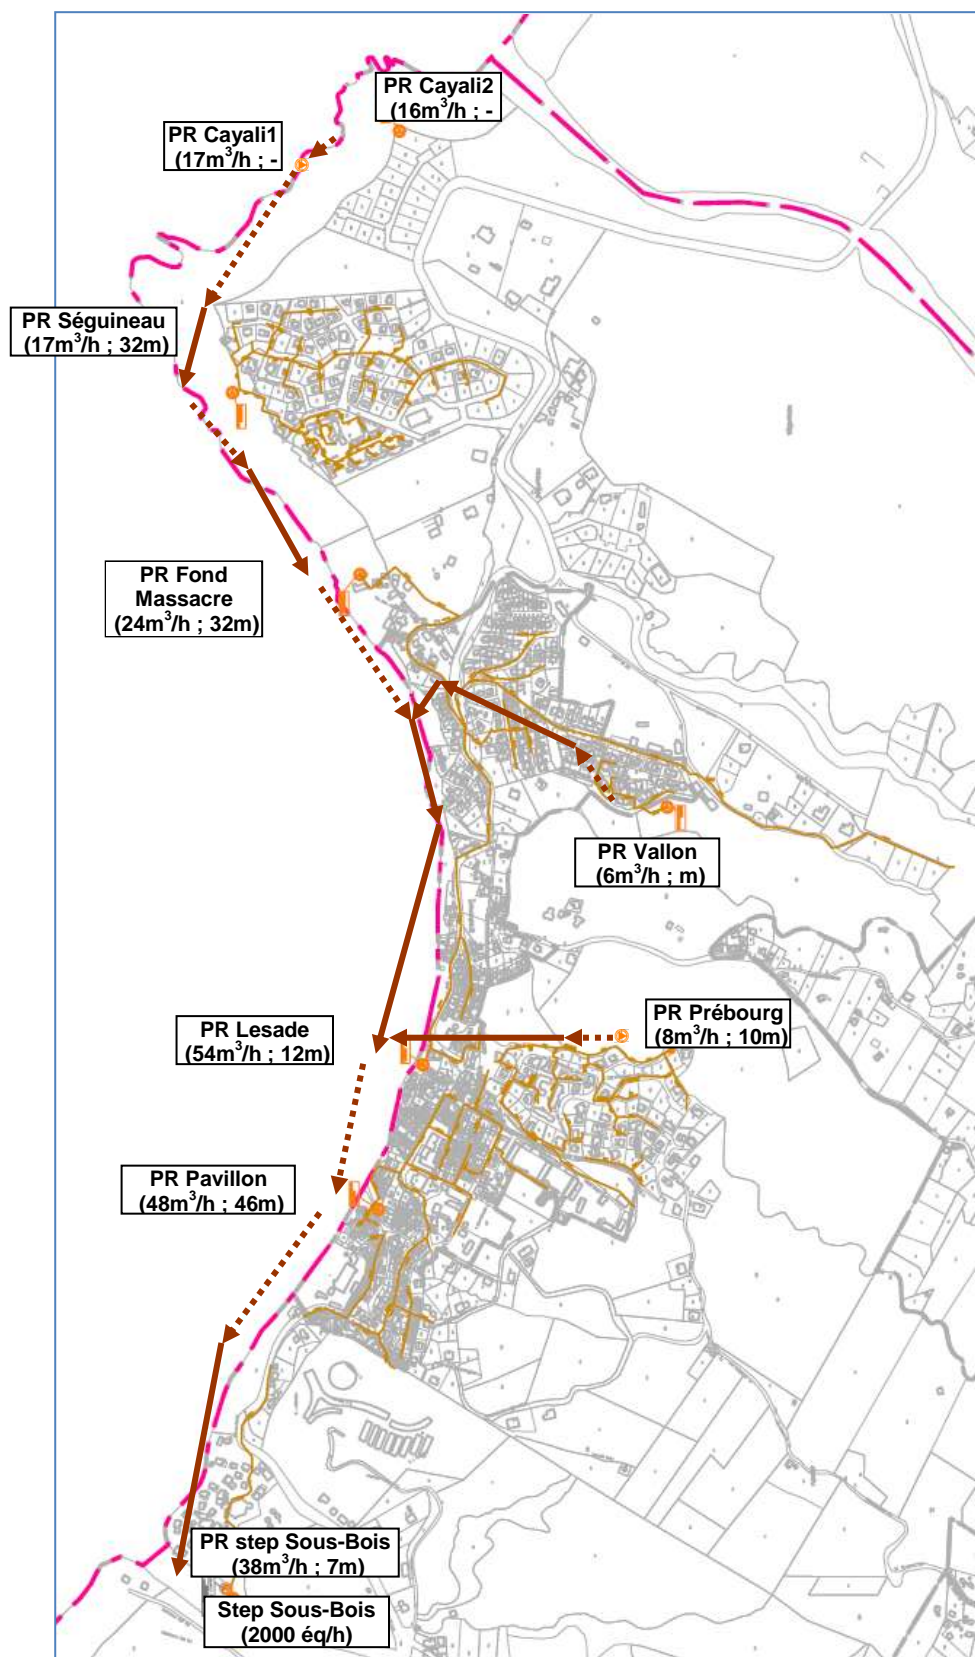 PR Cayali2
(16m³/h ; -
PR Cayali1
(17m³/h ; -
PR Séguineau
(17m³/h ; 32m)
PR Fond
Massacre
(24m³/h ; 32m)
PR Vallon
(6m³/h ; m)
PR Lesade
(54m³/h ; 12m)
PR Prébourg
(8m³/h ; 10m)
PR Pavillon
(48m³/h ; 46m)
PR step Sous-Bois
(38m³/h ; 7m)
Step Sous-Bois
(2000 éq/h)